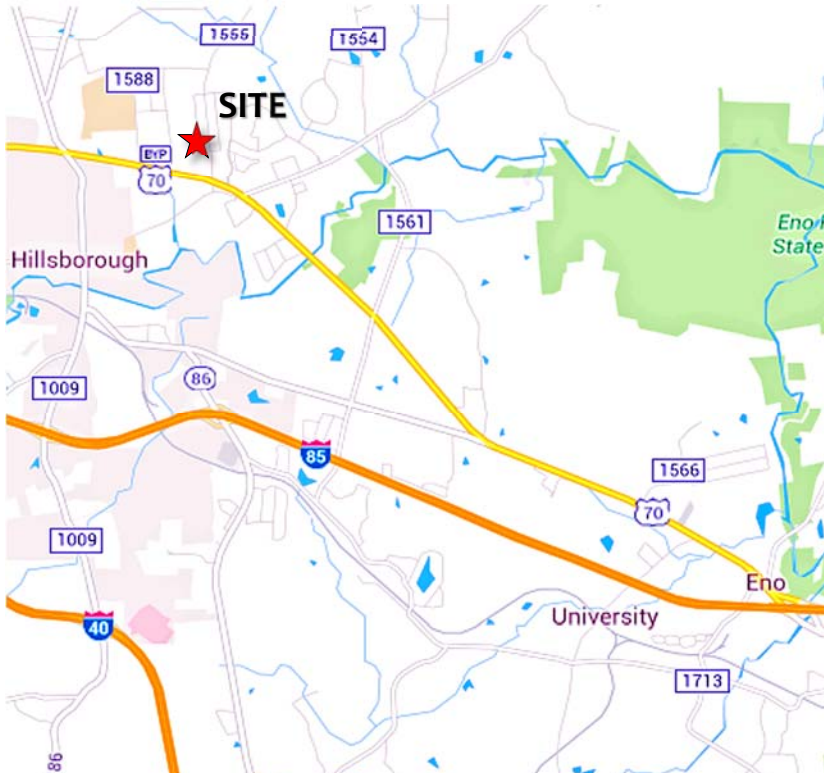 1555
1554
1588
SITE
BYP
70
1561
Hillsborough
Eno
State
1009
86
85
1566
70
1009
Eno
University
40
1713
86